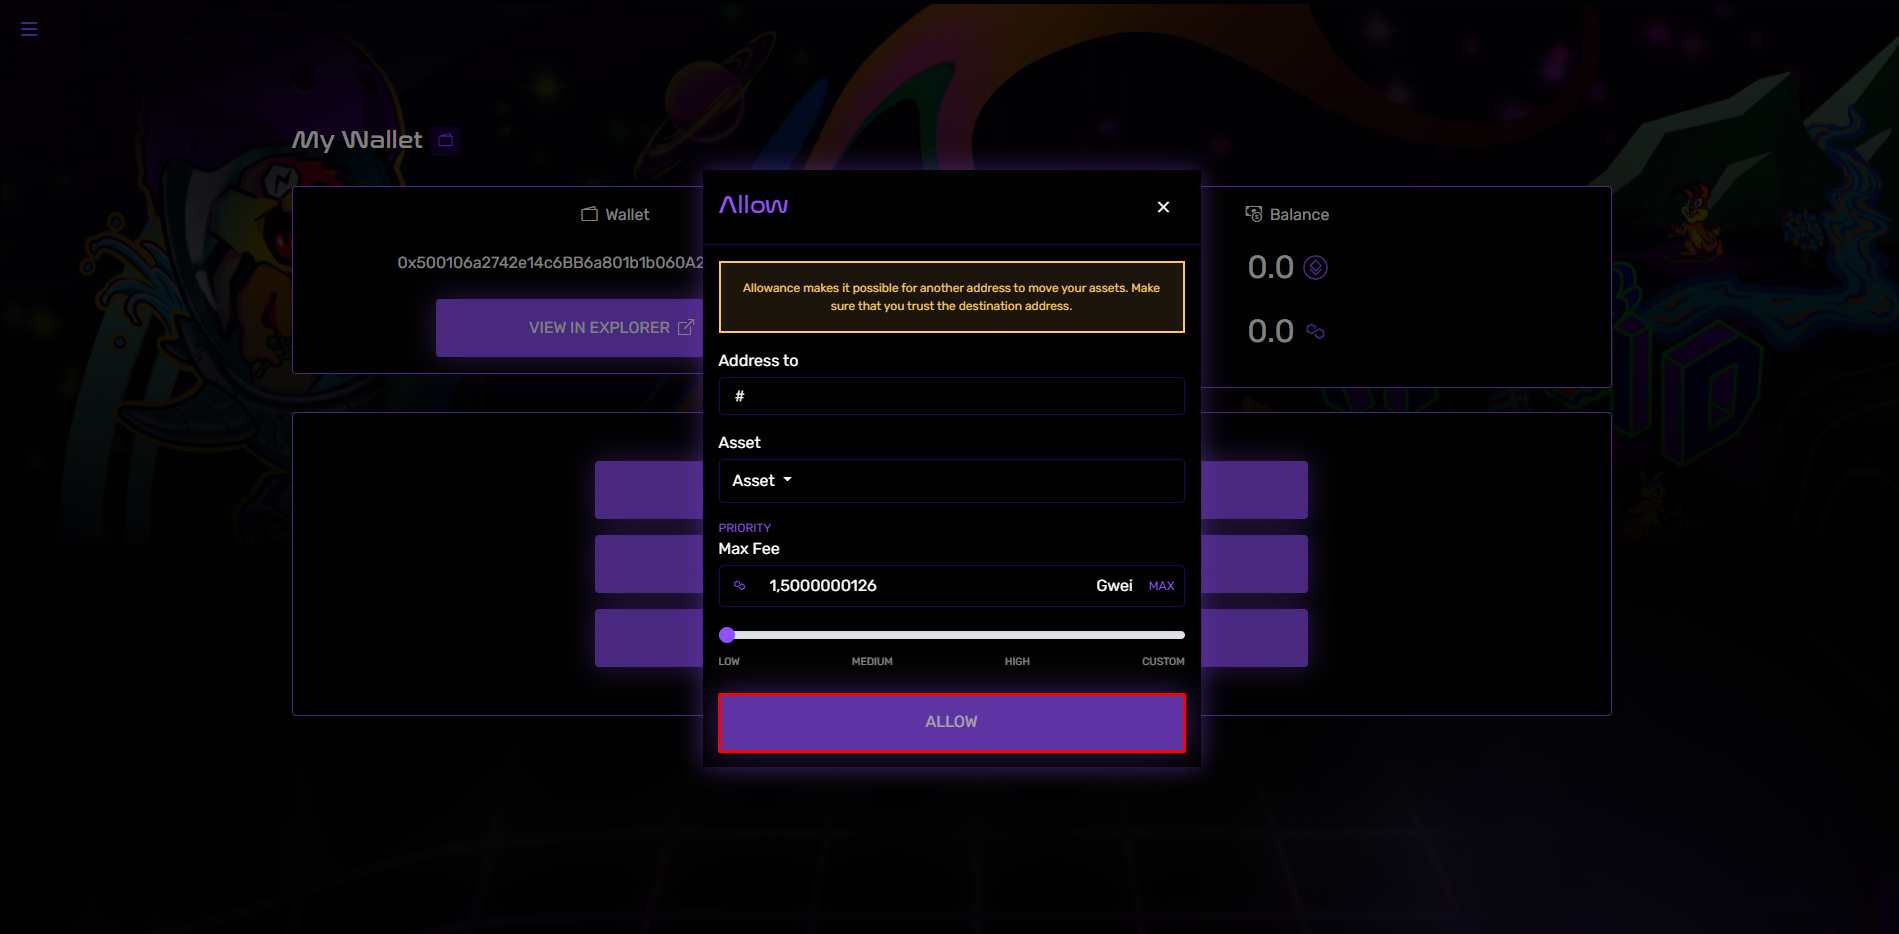 My Wallet
Wallet
0x500106a2742e14c6BB6a801b1b060A2
VIEW IN EXPLORER
Balance
0.0
0.0
Allow
Allowance makes it possible for another address to move your assets. Make
sure that you trust the destination address.
Address to
#
Asset
Asset
PRIORITY
Max Fee
1,5000000126 Gwei MAX
LOW MEDIUM HIGH CUSTOM
ALLOW